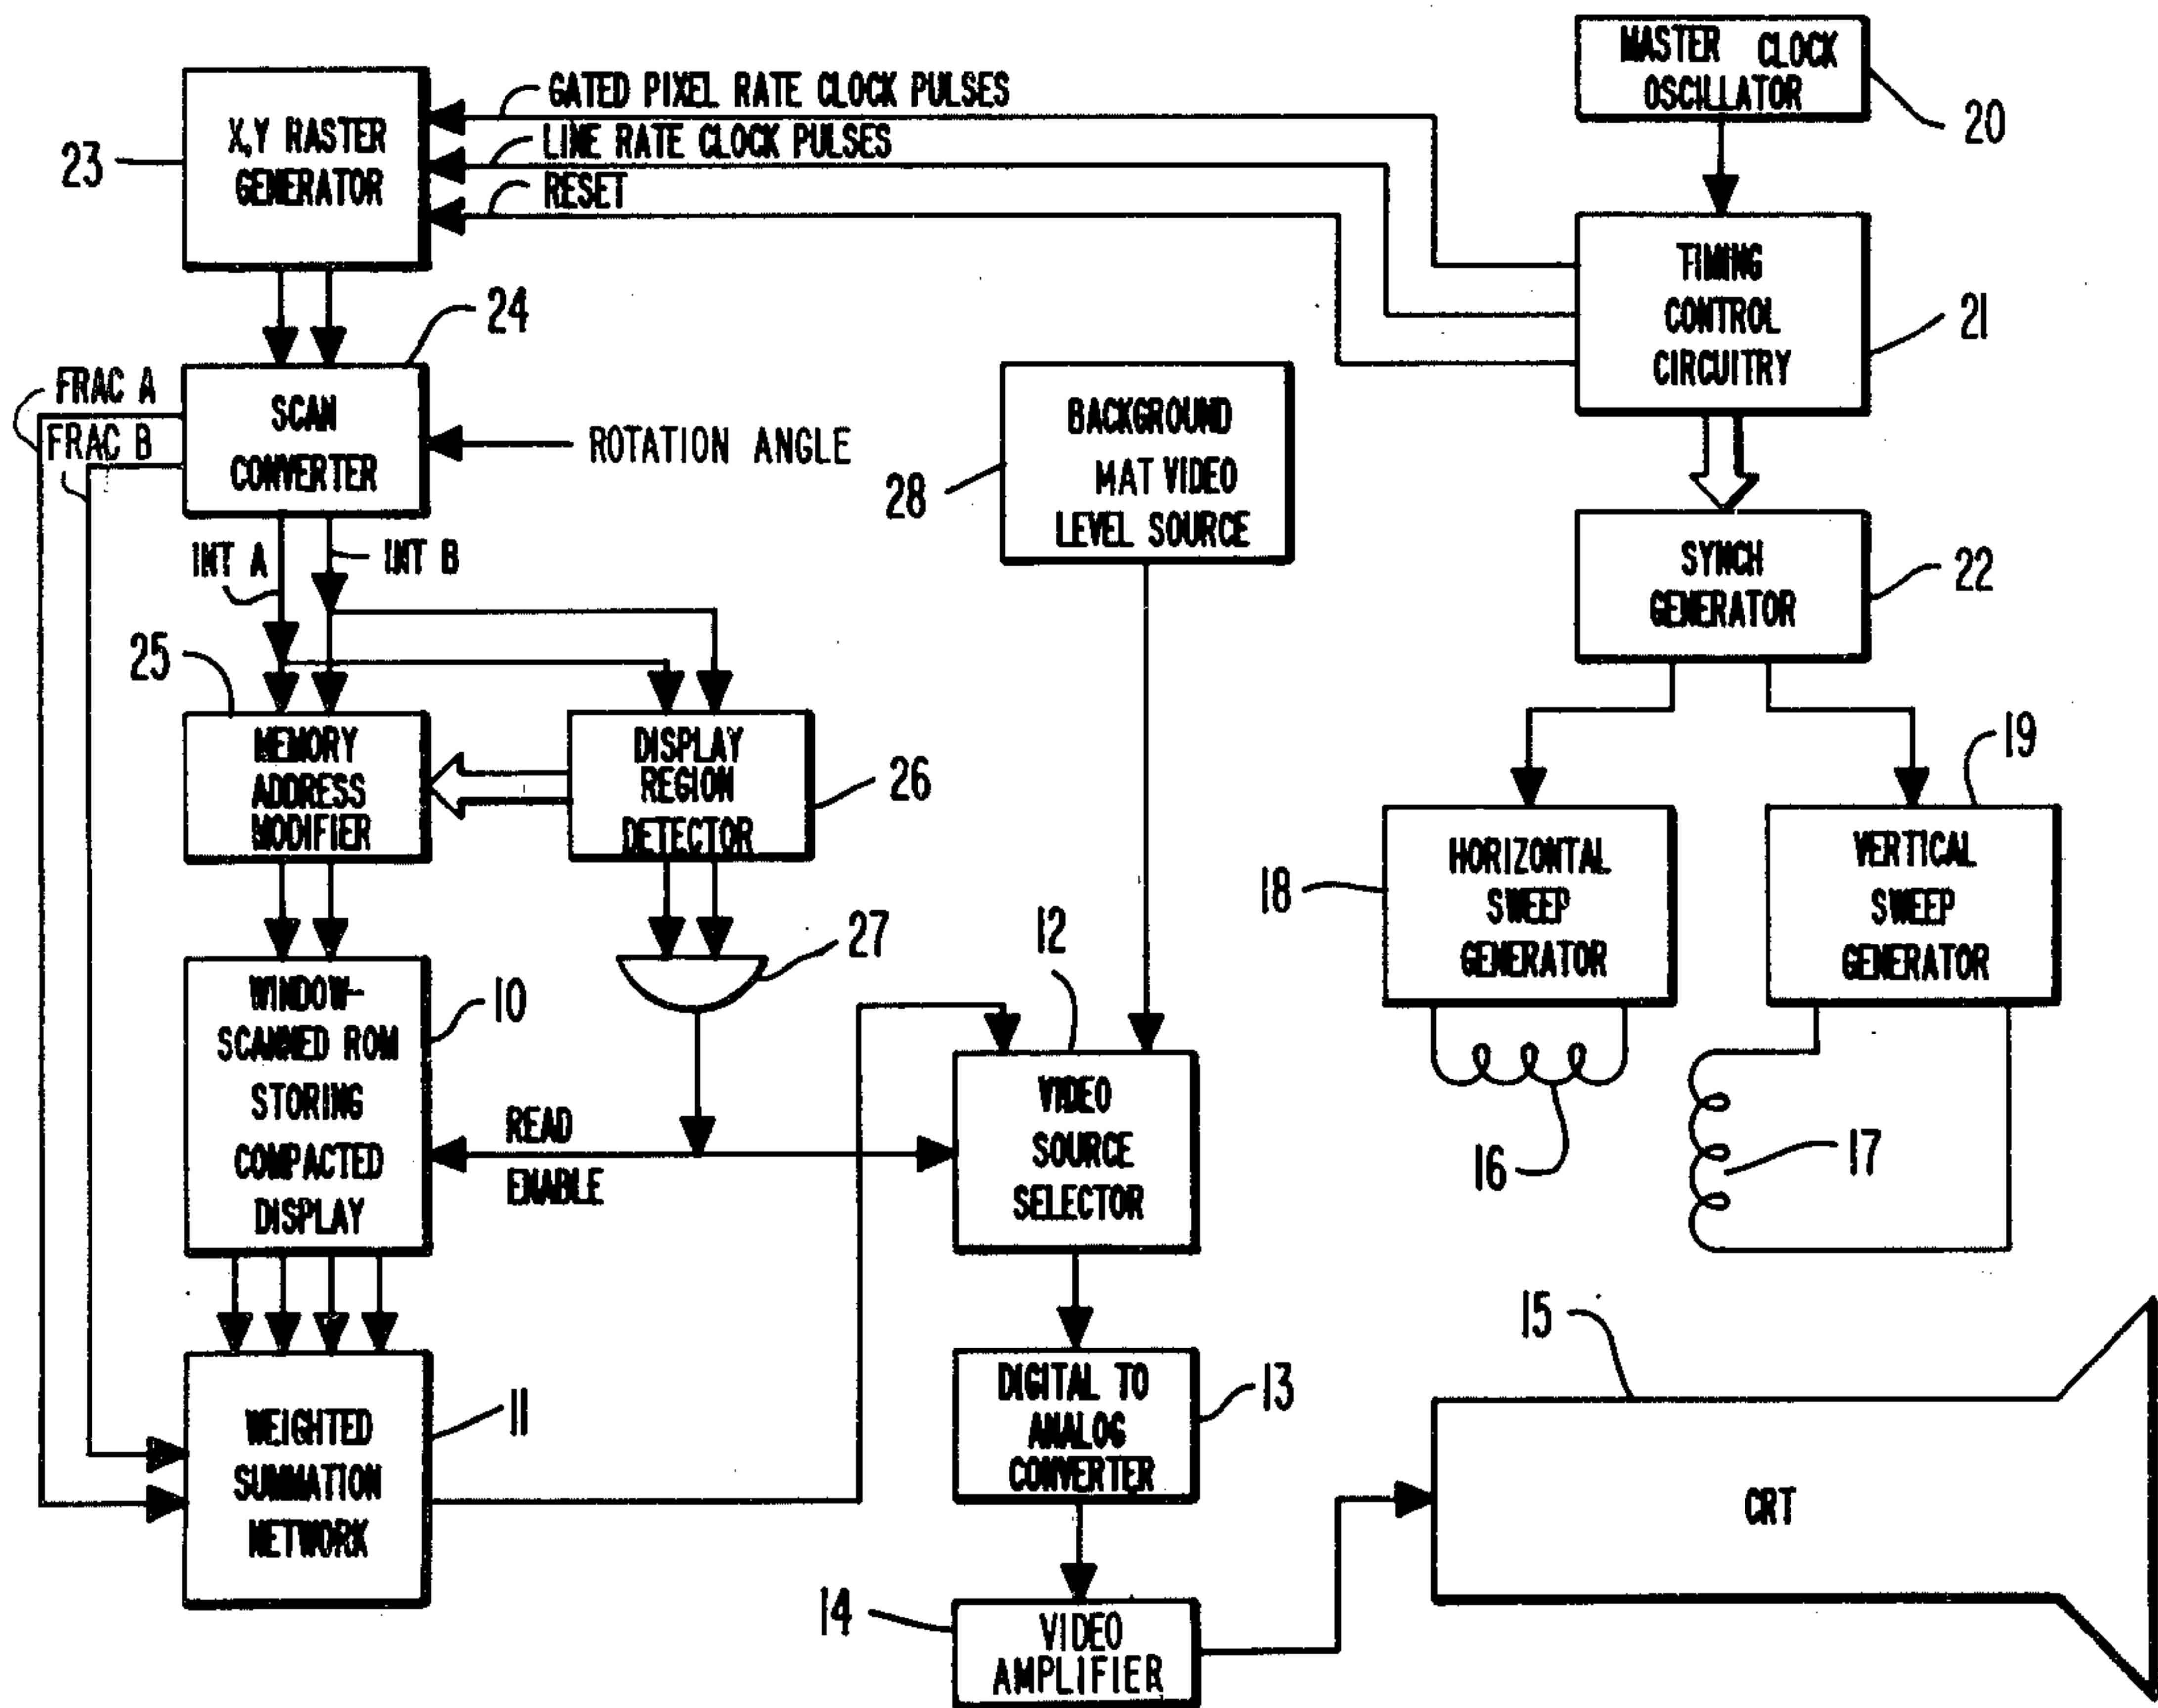 MASTER CLOCK
OSCILLATOR
20
GATED PIXEL RATE CLOCK PULSES
LINE RATE CLOCK PULSES
RESET
X,Y RASTER
GENERATOR
23
TIMING
CONTROL
CIRCUITRY
21
24
FRAC A
FRAC B
SCAN
CONVERTER
ROTATION ANGLE
BACKGROUND
MAT VIDEO
LEVEL SOURCE
28
INT A
INT B
SYNCH
GENERATOR
22
25
MEMORY
ADDRESS
MODIFIER
DISPLAY
REGION
DETECTOR
26
19
18
HORIZONTAL
SWEEP
GENERATOR
VERTICAL
SWEEP
GENERATOR
27
12
WINDOW-
SCANNED ROM
STORING
COMPACTED
DISPLAY
10
READ
ENABLE
VIDEO
SOURCE
SELECTOR
16
17
15
WEIGHTED
SUMMATION
NETWORK
11
DIGITAL TO
ANALOG
CONVERTER
13
CRT
14
VIDEO
AMPLIFIER